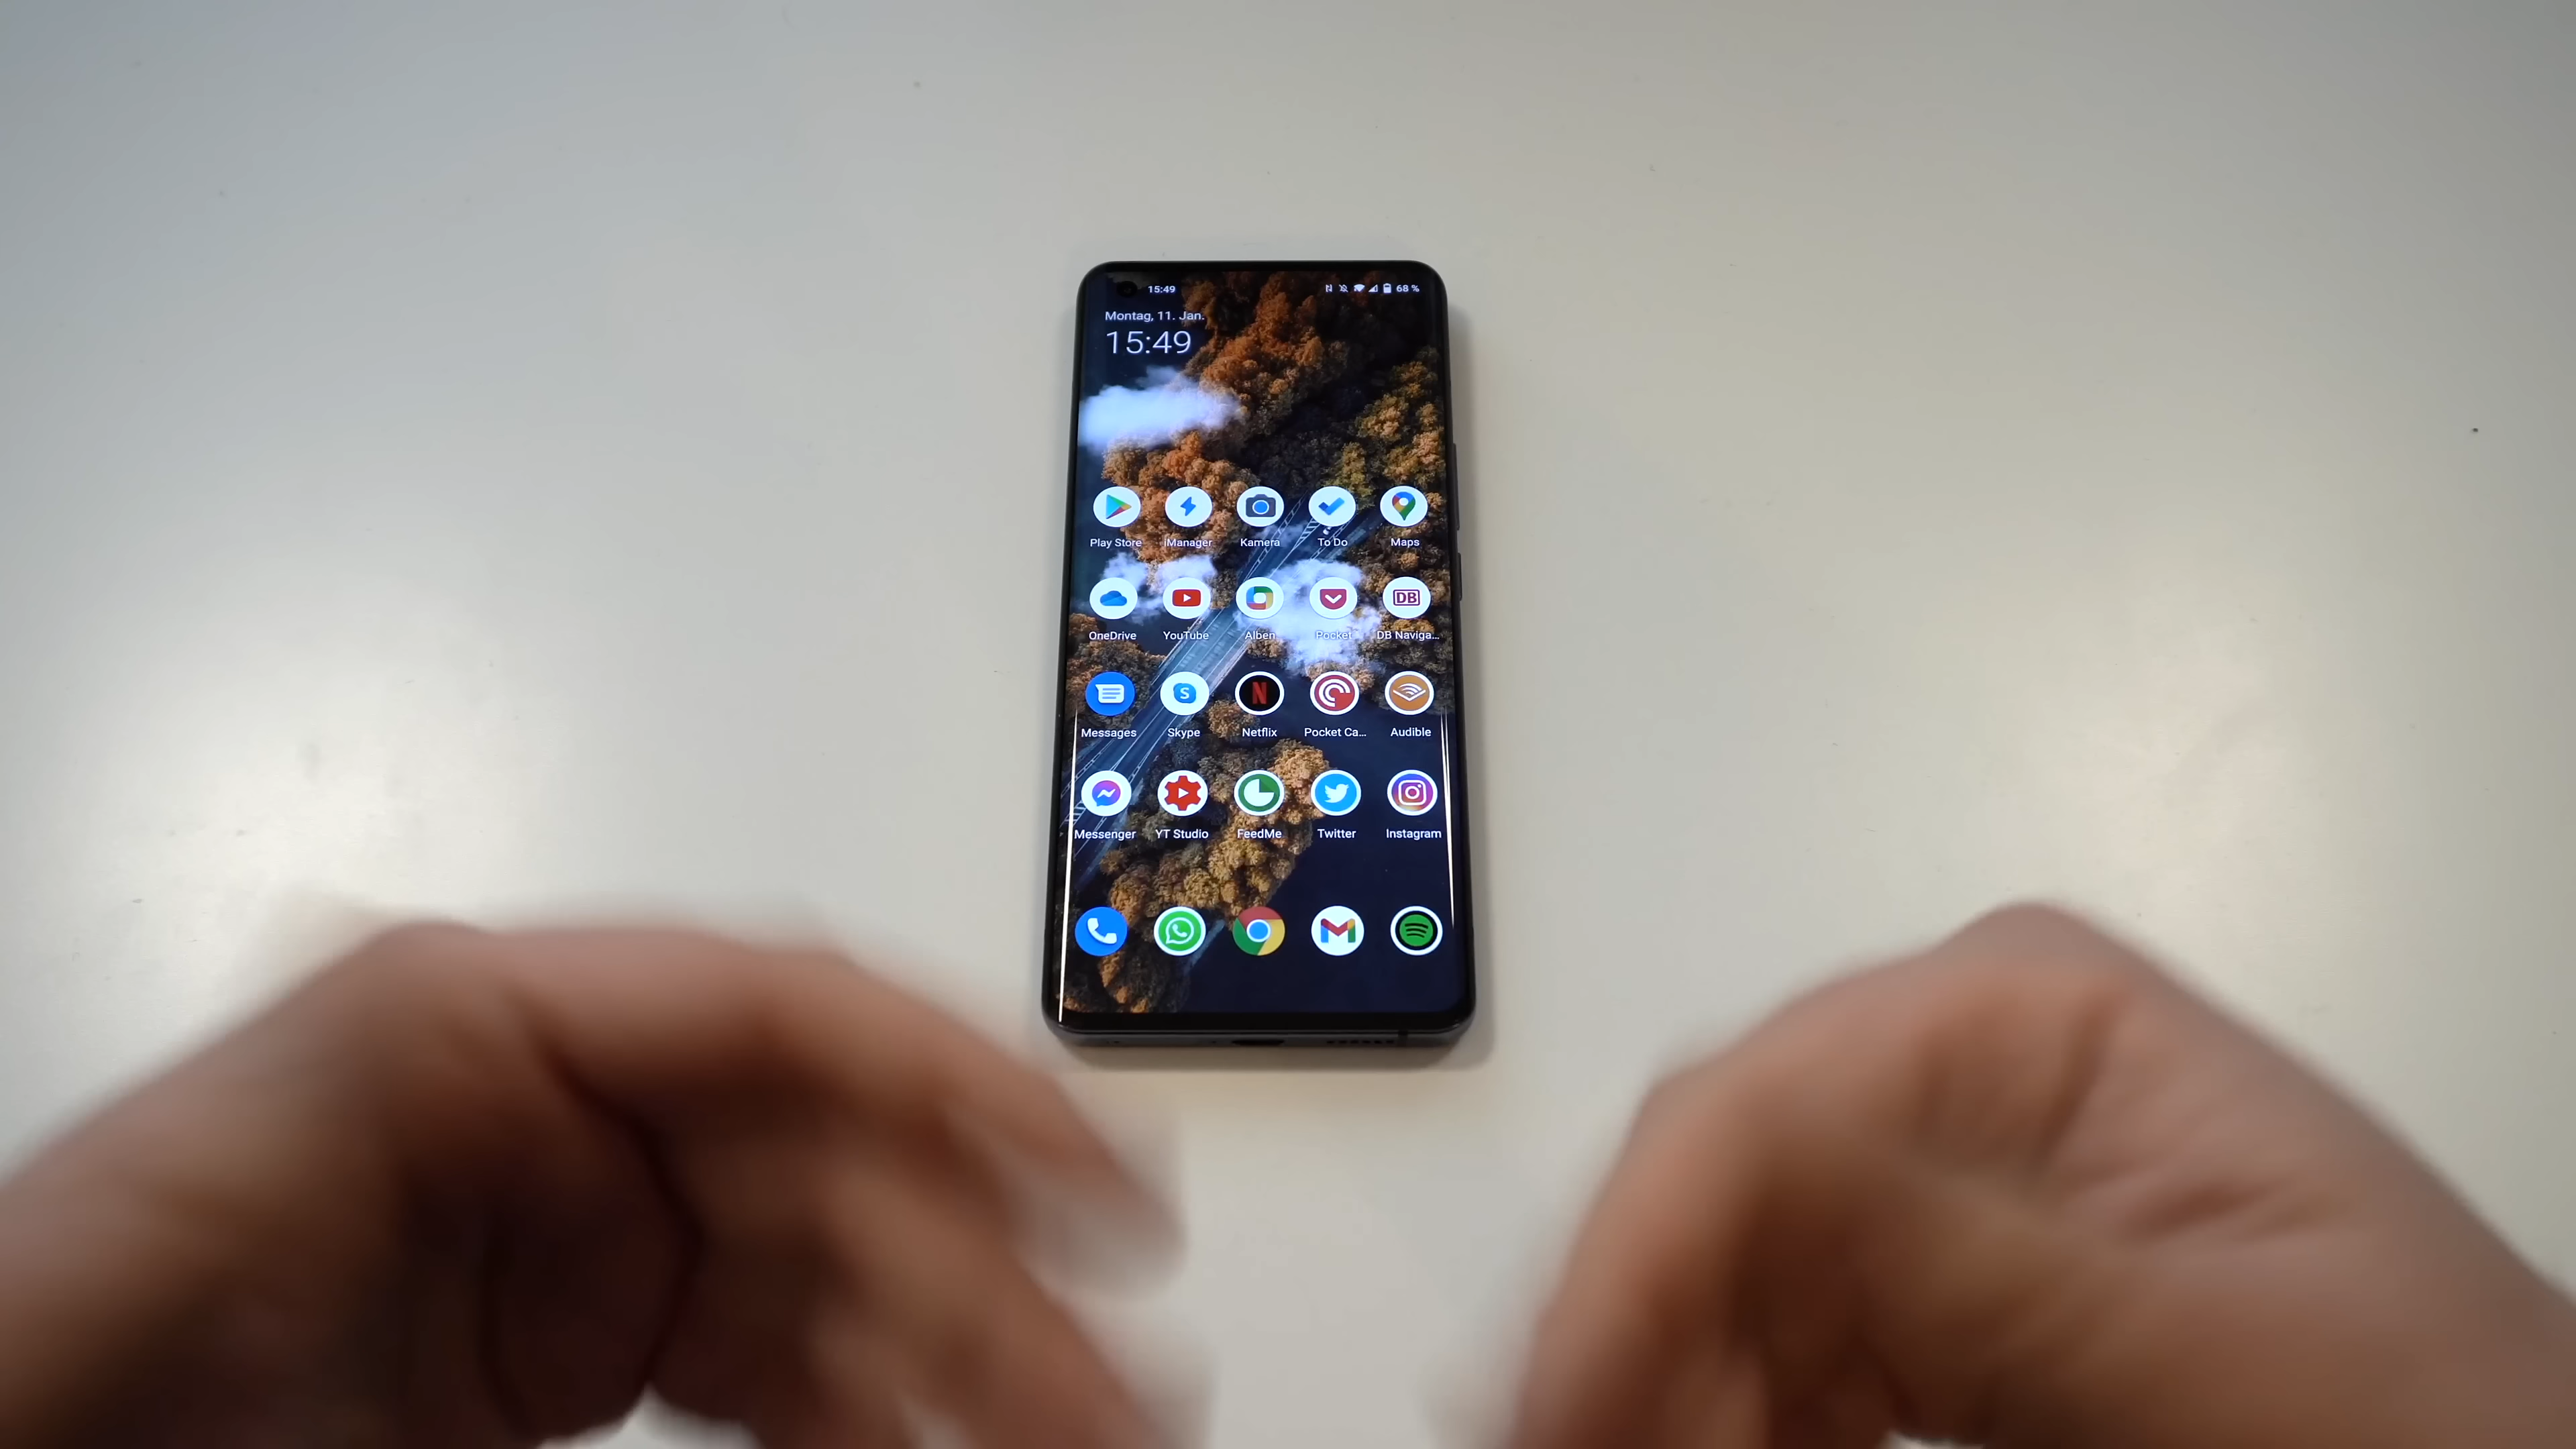 15:49 68 %
Montag, 11. Jan.
15:49
Play Store iManager Kamera To Do Maps
DB
OneDrive YouTube Alben Pocket DB Naviga...
S N
Messages Skype Netflix Pocket Ca... Audible
Messenger YT Studio FeedMe Twitter Instagram